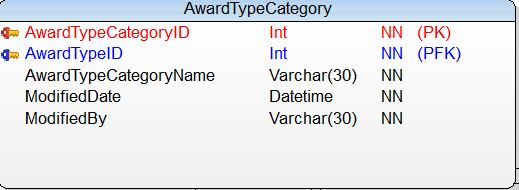 AwardTypeCategory
AwardTypeCategoryID Int NN (PK)
AwardTypeID Int NN (PFK)
AwardTypeCategoryName Varchar(30) NN
ModifiedDate Datetime NN
ModifiedBy Varchar(30) NN